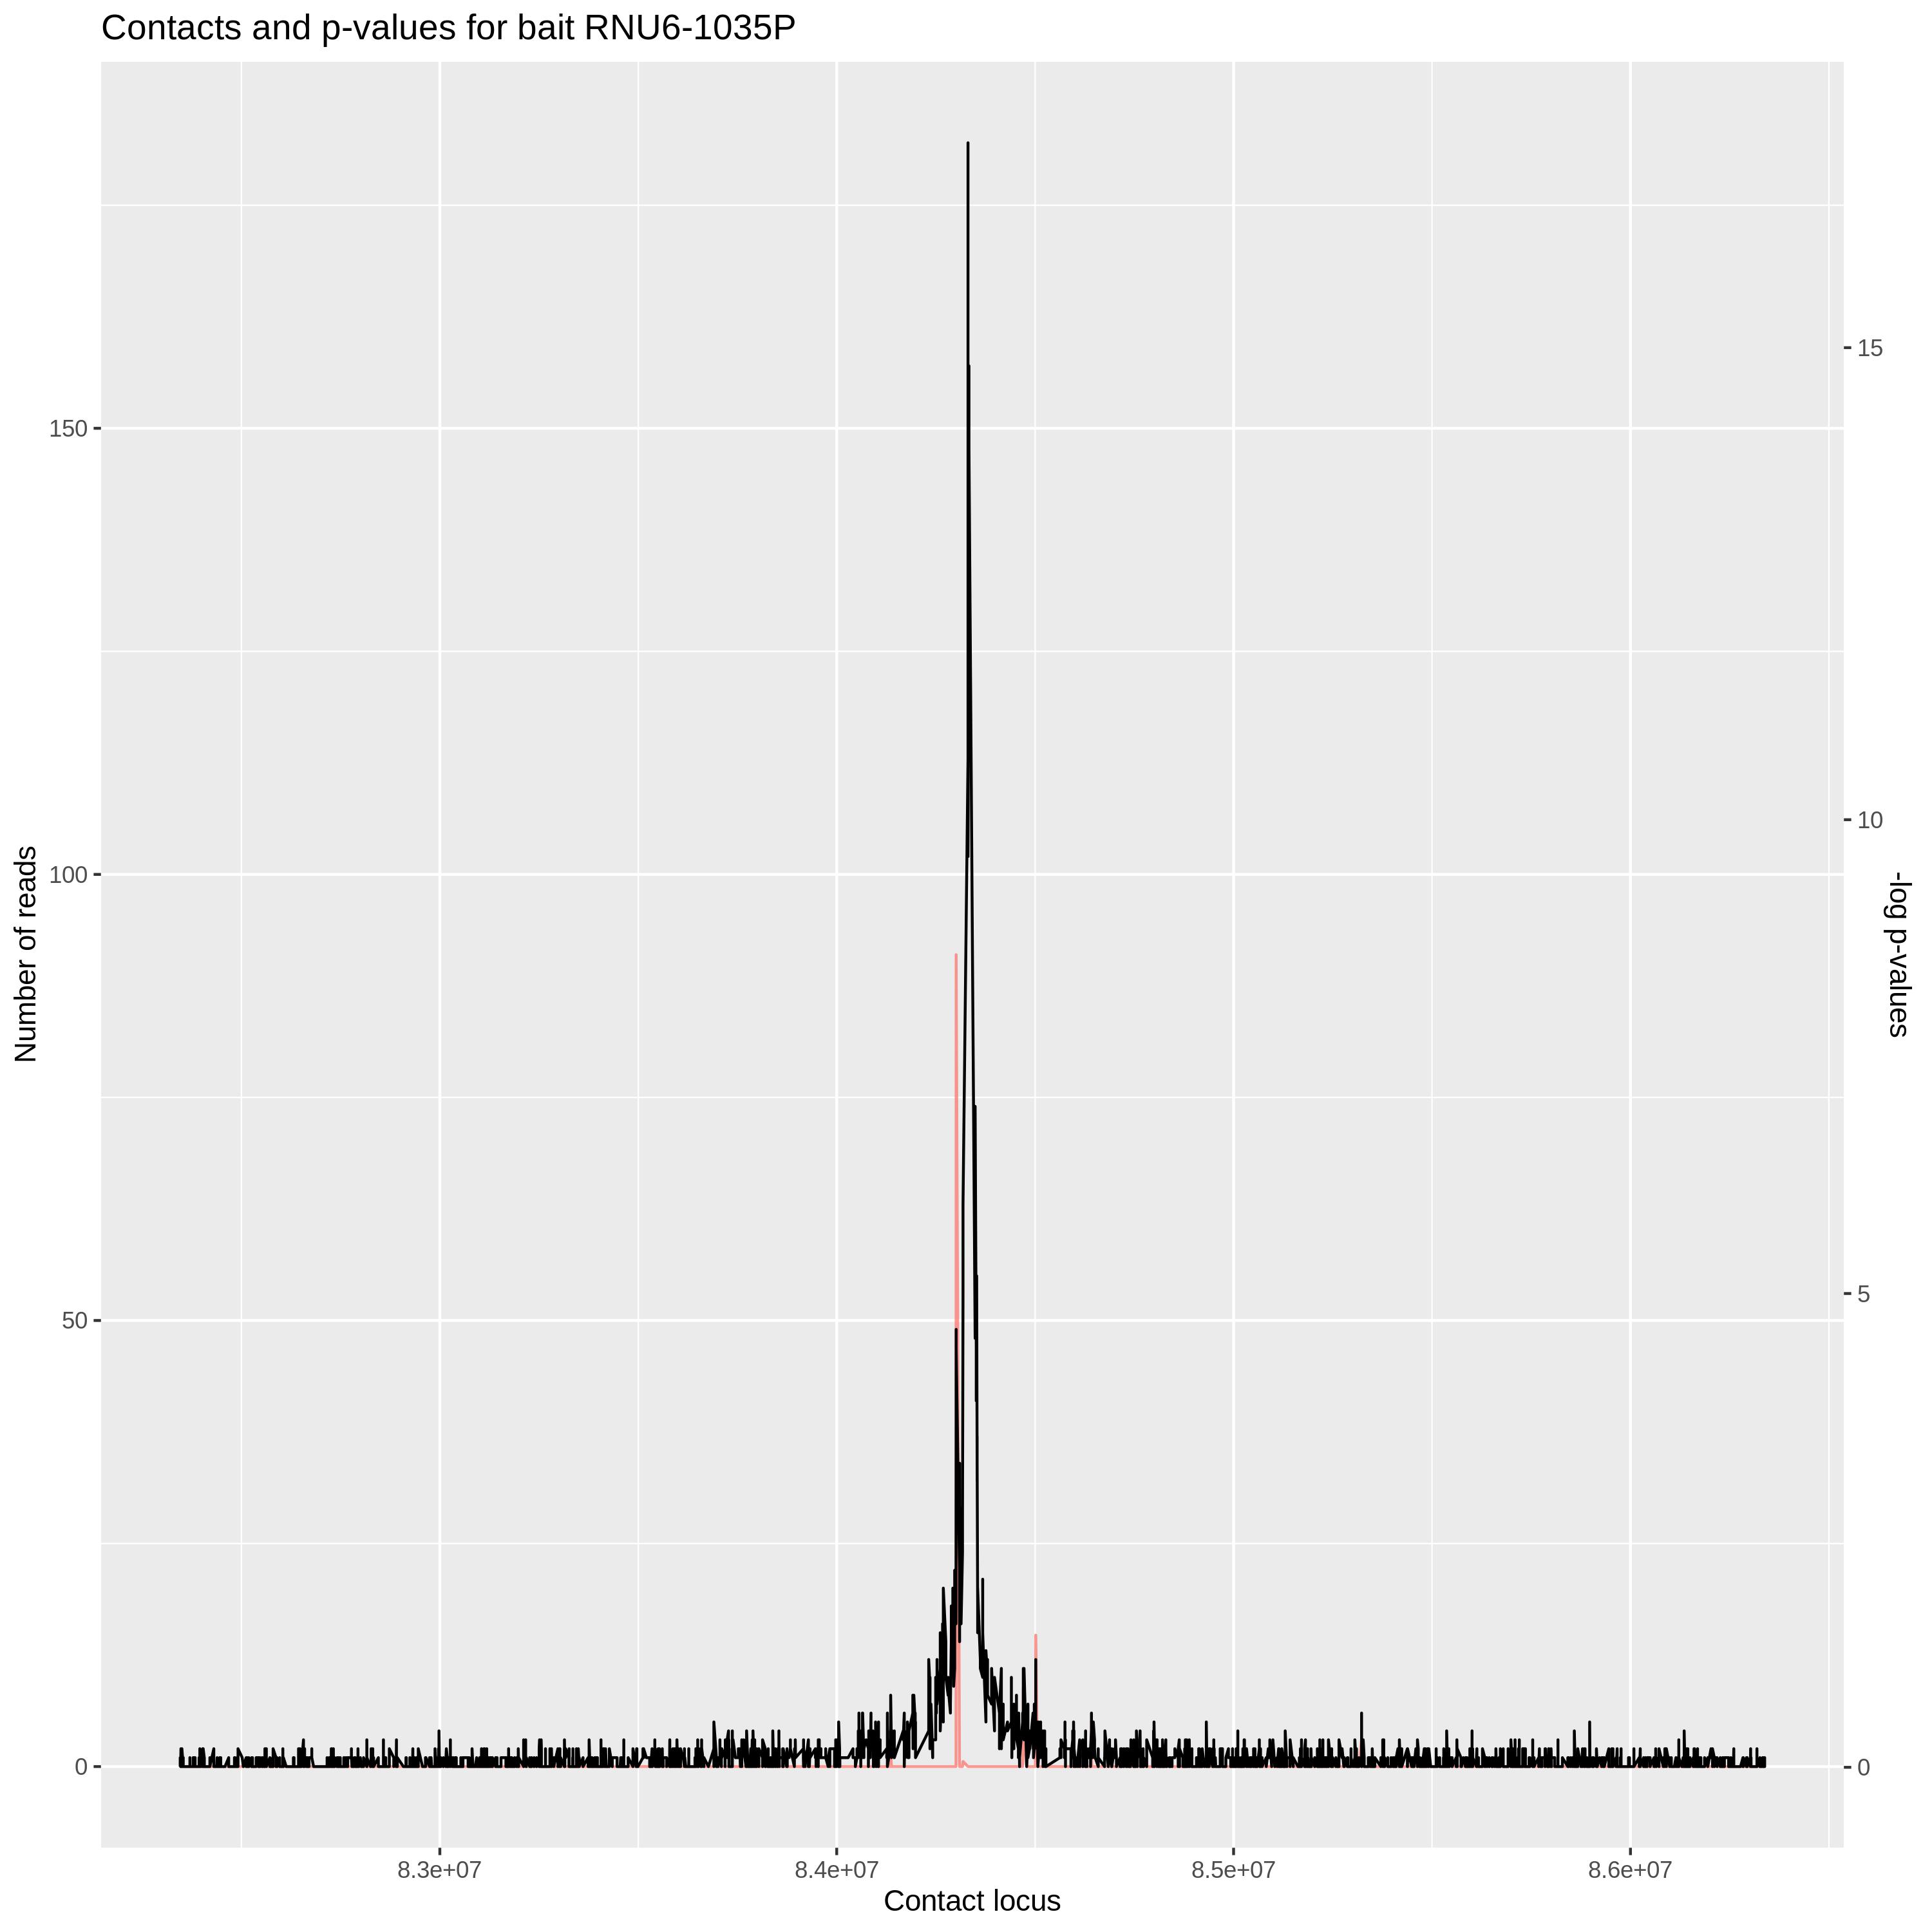 Contacts and p-values for bait RNU6-1035P
150
100
50
0
Number of reads
15
10
5
0
-log p-values
8.3e+07
8.4e+07
8.5e+07
8.6e+07
Contact locus